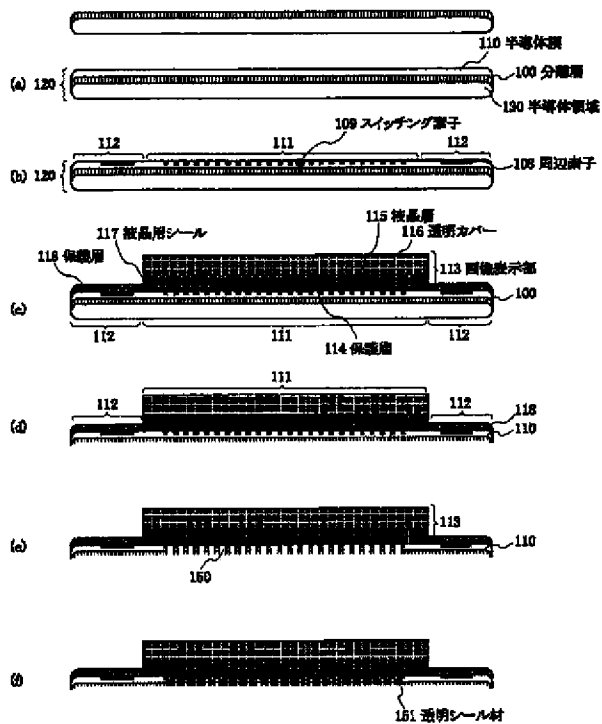 110 半導体膜
(a) 120
100 分離層
130 半導体領域
112 111 109 スイッチング素子 112
(b) 120
108 周辺素子
115 液晶層
117 液晶用シール 116 透明カバー
118 保護層
113 画像表示部
(c)
100
112 111 114 保護層 112
111
112 112
(d)
118
110
113
(e)
110
150
(f)
151 透明シール材